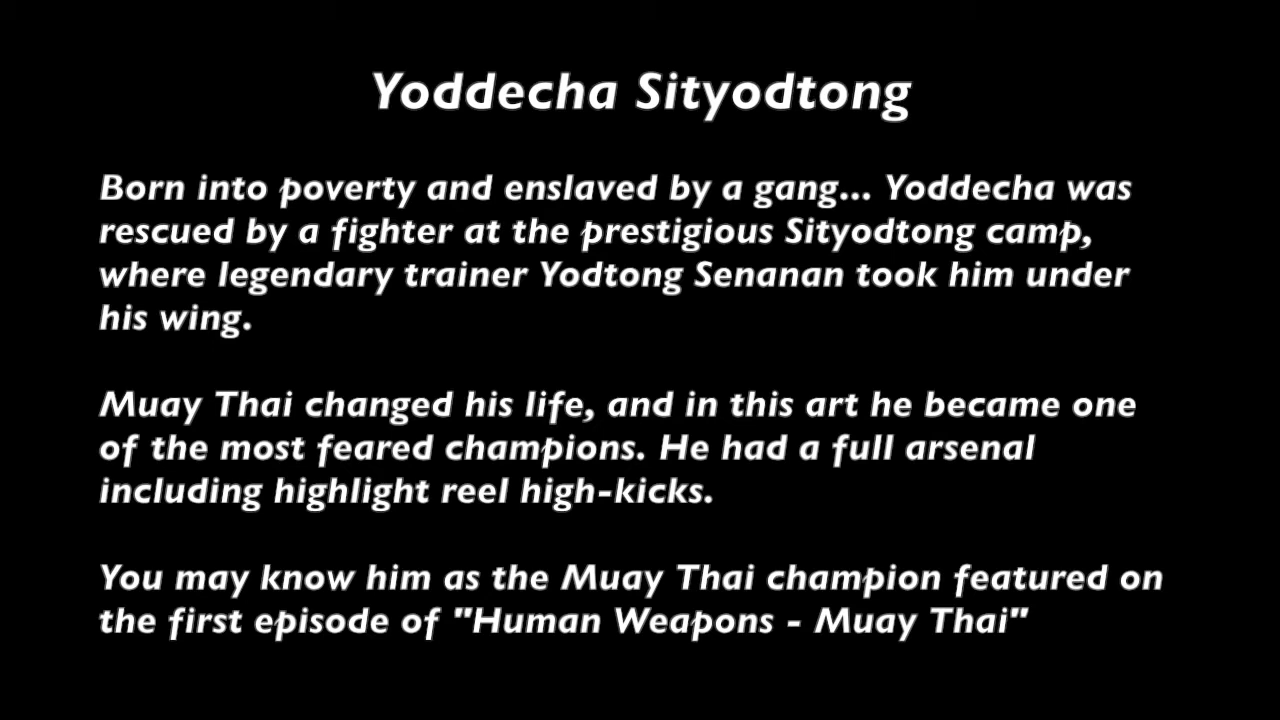 Yoddecha Sityodtong
Born into poverty and enslaved by a gang... Yoddecha was
rescued by a fighter at the prestigious Sityodtong camp,
where legendary trainer Yodtong Senanan took him under
his wing.
Muay Thai changed his life, and in this art he became one
of the most feared champions. He had a full arsenal
including highlight reel high-kicks.
You may know him as the Muay Thai champion featured on
the first episode of "Human Weapons - Muay Thai"